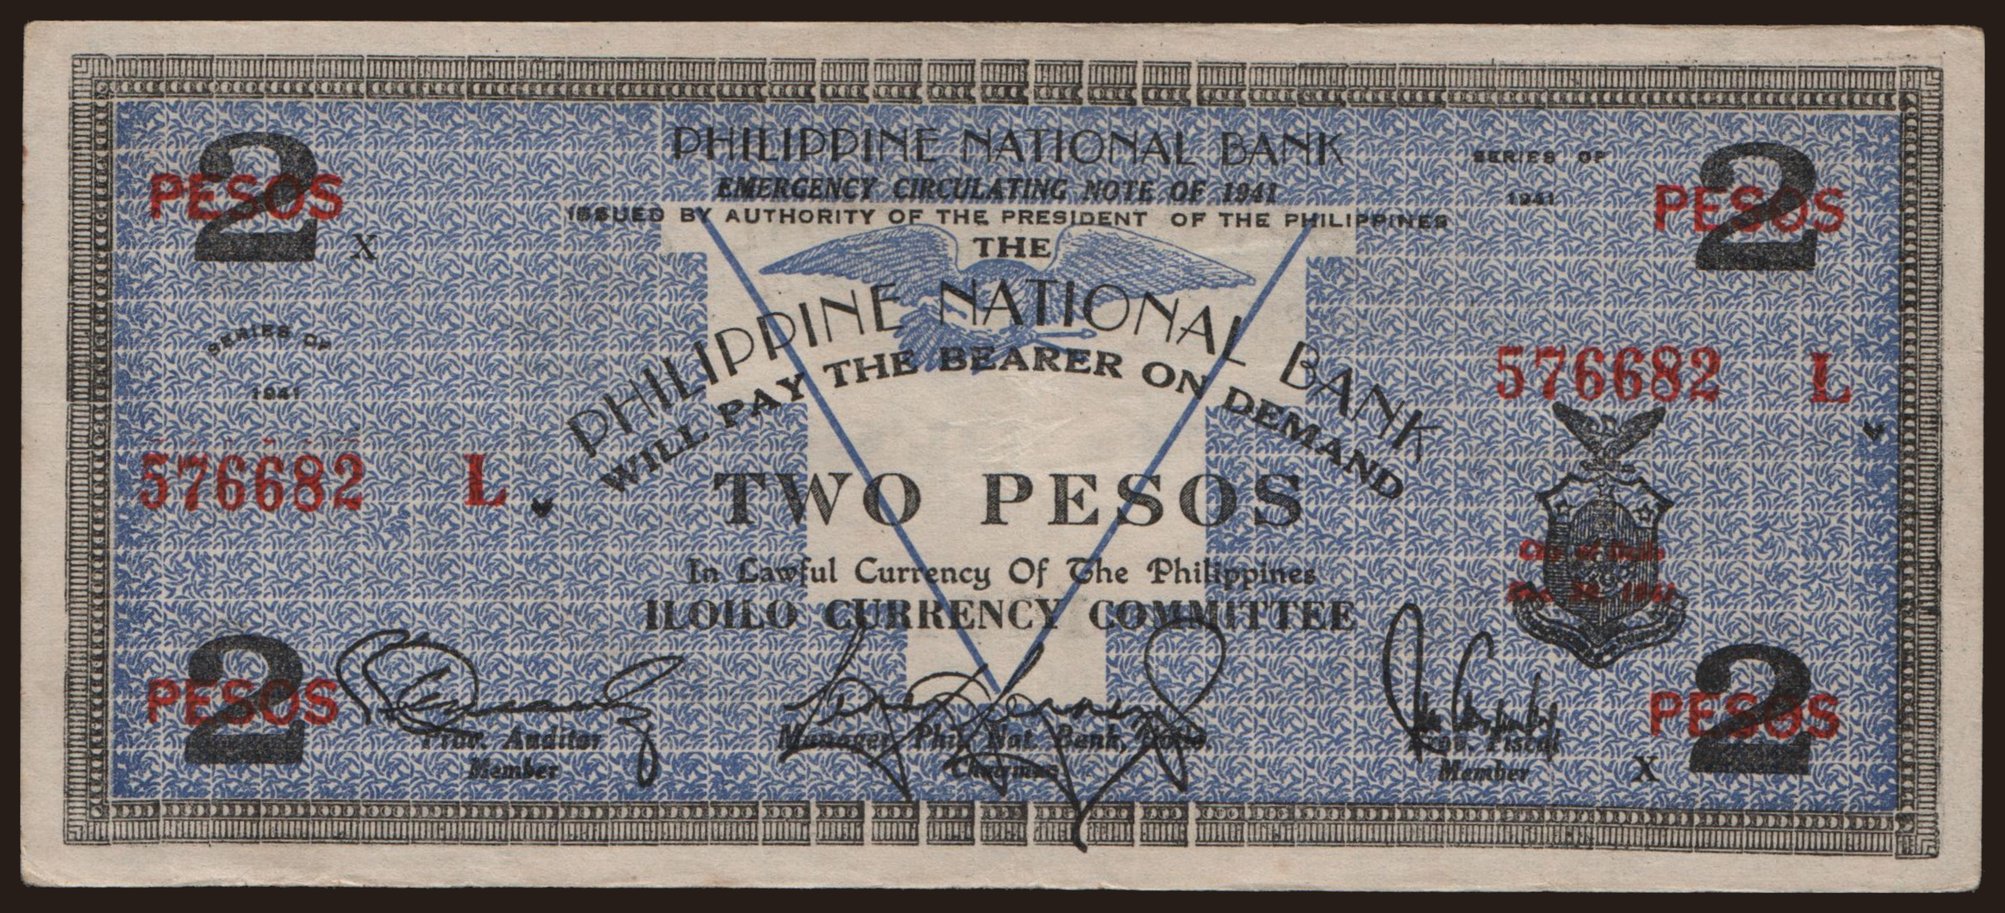 PHILIPPINE NATIONAL BANK
EMERGENCY CIRCULATING NOTE OF 1941
ISSUED BY AUTHORITY OF THE PRESIDENT OF THE PHILIPPINES
SERIES OF
1941
2
PESOS
X
2
PESOS
THE
PHILIPPINE NATIONAL BANK
WILL PAY THE BEARER ON DEMAND
SERIES OF
1941
576682 L
576682 L
TWO PESOS
In Lawful Currency Of The Philippines
ILOILO CURRENCY COMMITTEE
City of Iloilo
2
PESOS
Prov. Auditor
Member
Manager, Phil. Nat. Bank,
Chairman
Prov. Fiscal
Member
X
2
PESOS